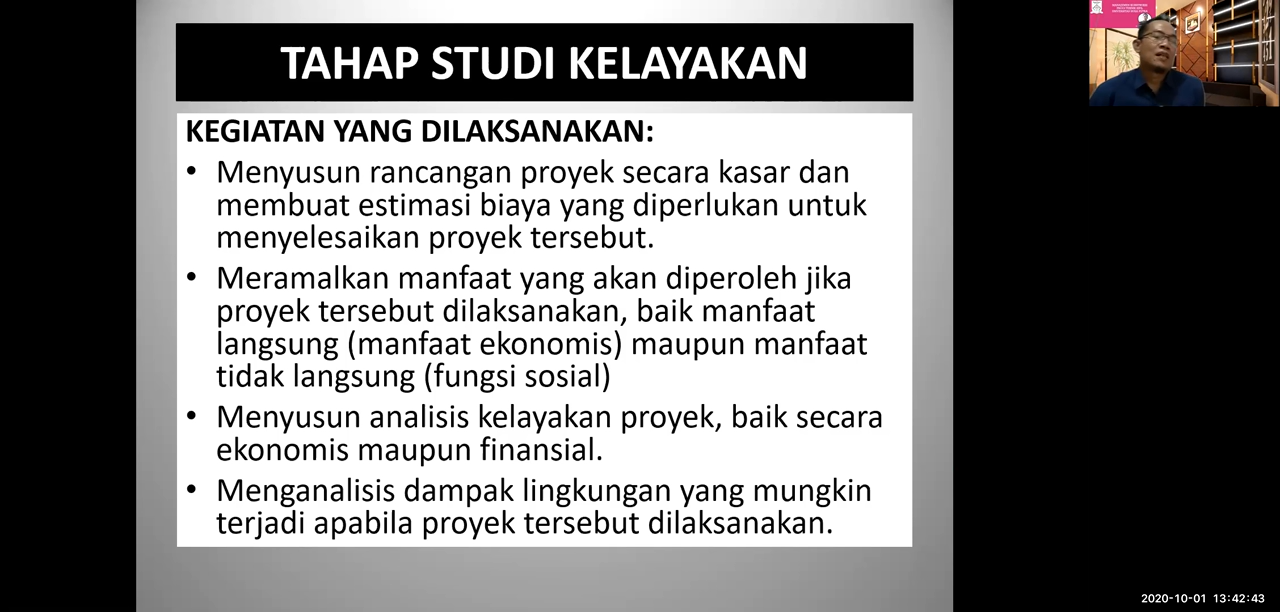 TAHAP STUDI KELAYAKAN
KEGIATAN YANG DILAKSANAKAN:
• Menyusun rancangan proyek secara kasar dan
membuat estimasi biaya yang diperlukan untuk
menyelesaikan proyek tersebut.
• Meramalkan manfaat yang akan diperoleh jika
proyek tersebut dilaksanakan, baik manfaat
langsung (manfaat ekonomis) maupun manfaat
tidak langsung (fungsi sosial)
• Menyusun analisis kelayakan proyek, baik secara
ekonomis maupun finansial.
• Menganalisis dampak lingkungan yang mungkin
terjadi apabila proyek tersebut dilaksanakan.
2020-10-01 13:42:43